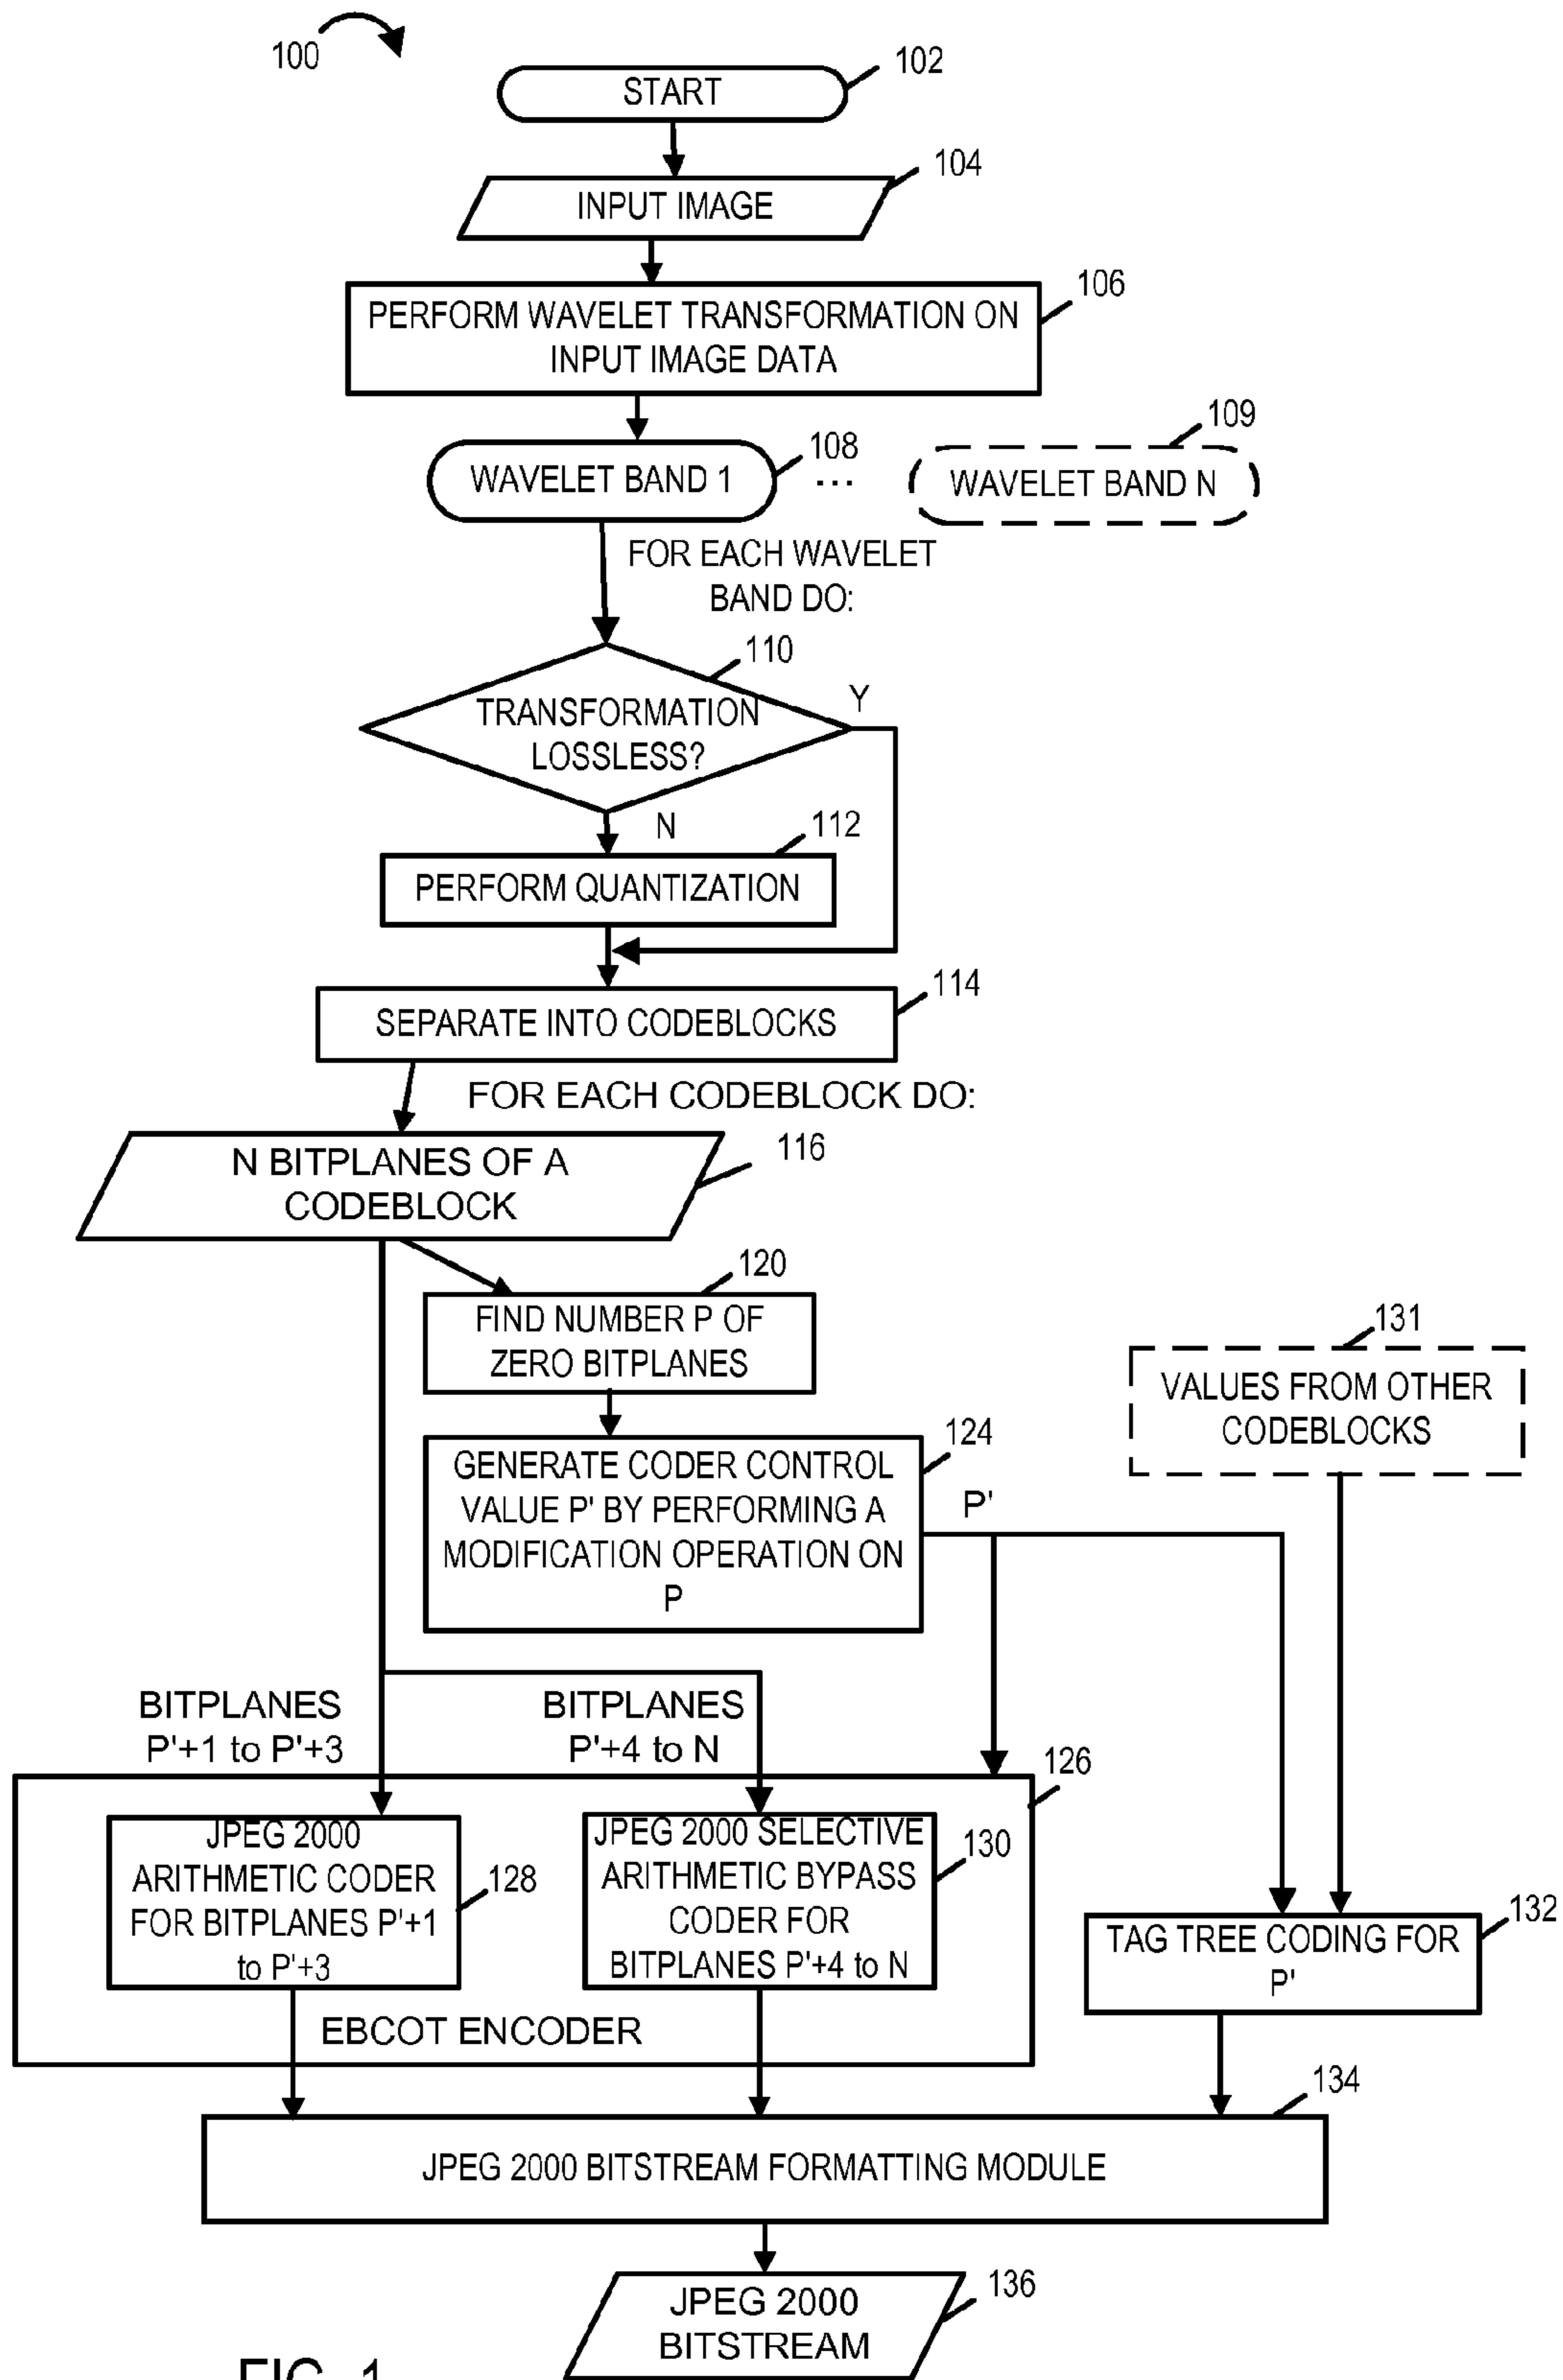 100
START
102
INPUT IMAGE
104
PERFORM WAVELET TRANSFORMATION ON
INPUT IMAGE DATA
106
WAVELET BAND 1
108
...
WAVELET BAND N
109
FOR EACH WAVELET
BAND DO:
110
TRANSFORMATION
LOSSLESS?
Y
N
112
PERFORM QUANTIZATION
114
SEPARATE INTO CODEBLOCKS
FOR EACH CODEBLOCK DO:
N BITPLANES OF A
CODEBLOCK
116
120
FIND NUMBER P OF
ZERO BITPLANES
131
VALUES FROM OTHER
CODEBLOCKS
124
GENERATE CODER CONTROL
VALUE P' BY PERFORMING A
MODIFICATION OPERATION ON
P
P'
BITPLANES
P'+1 to P'+3
BITPLANES
P'+4 to N
126
JPEG 2000
ARITHMETIC CODER
FOR BITPLANES P'+1
to P'+3
128
JPEG 2000 SELECTIVE
ARITHMETIC BYPASS
CODER FOR
BITPLANES P'+4 to N
130
EBCOT ENCODER
TAG TREE CODING FOR
P'
132
134
JPEG 2000 BITSTREAM FORMATTING MODULE
JPEG 2000
BITSTREAM
136
FIG. 1